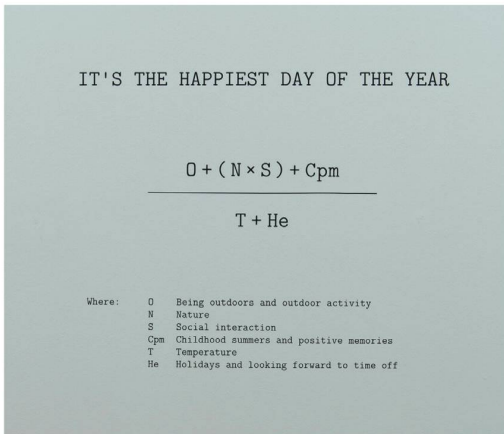 IT'S THE HAPPIEST DAY OF THE YEAR
O + (N × S) + Cpm
T + He
Where: O Being outdoors and outdoor activity
N Nature
S Social interaction
Cpm Childhood summers and positive memories
T Temperature
He Holidays and looking forward to time off